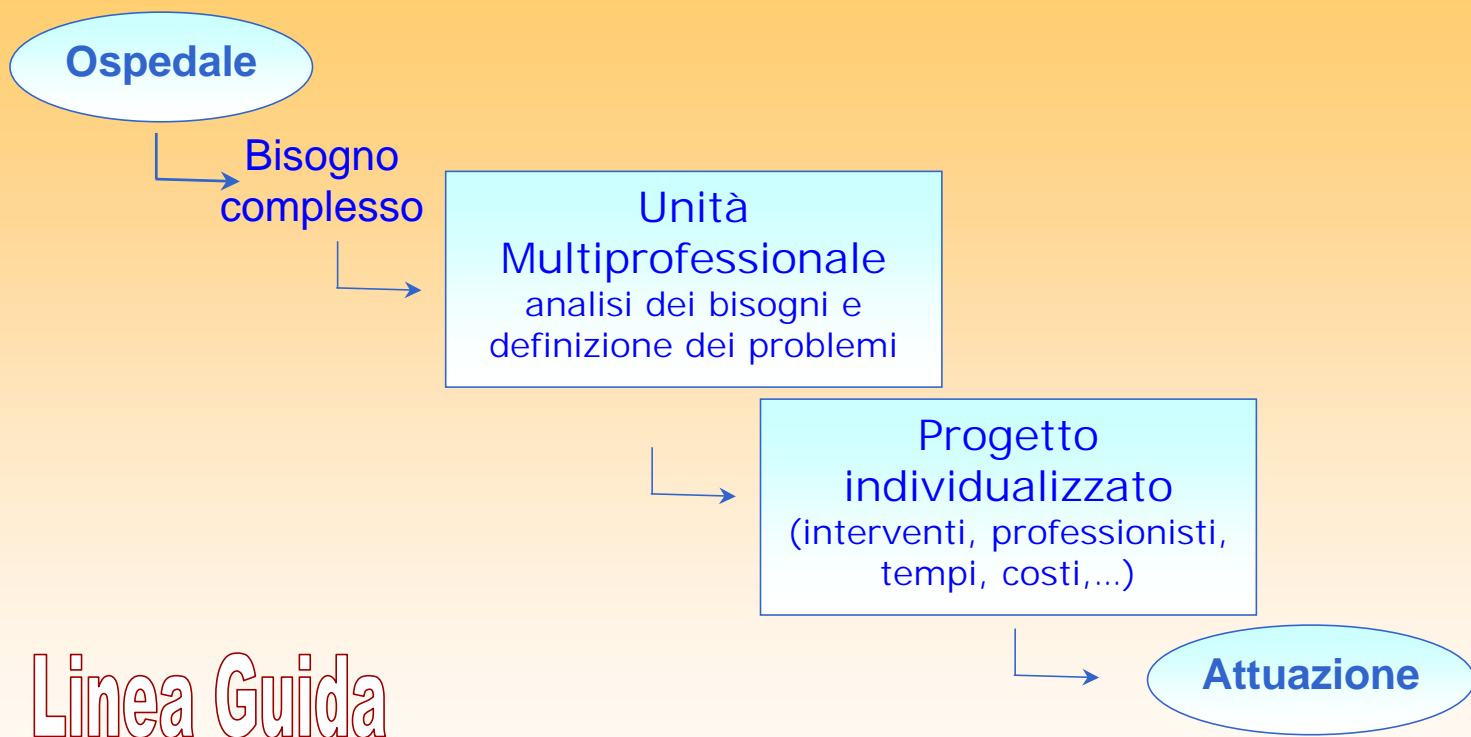 Ospedale
Bisogno
complesso
Unità
Multiprofessionale
analisi dei bisogni e
definizione dei problemi
Progetto
individualizzato
(interventi, professionisti,
tempi, costi,...)
Attuazione
Linea Guida